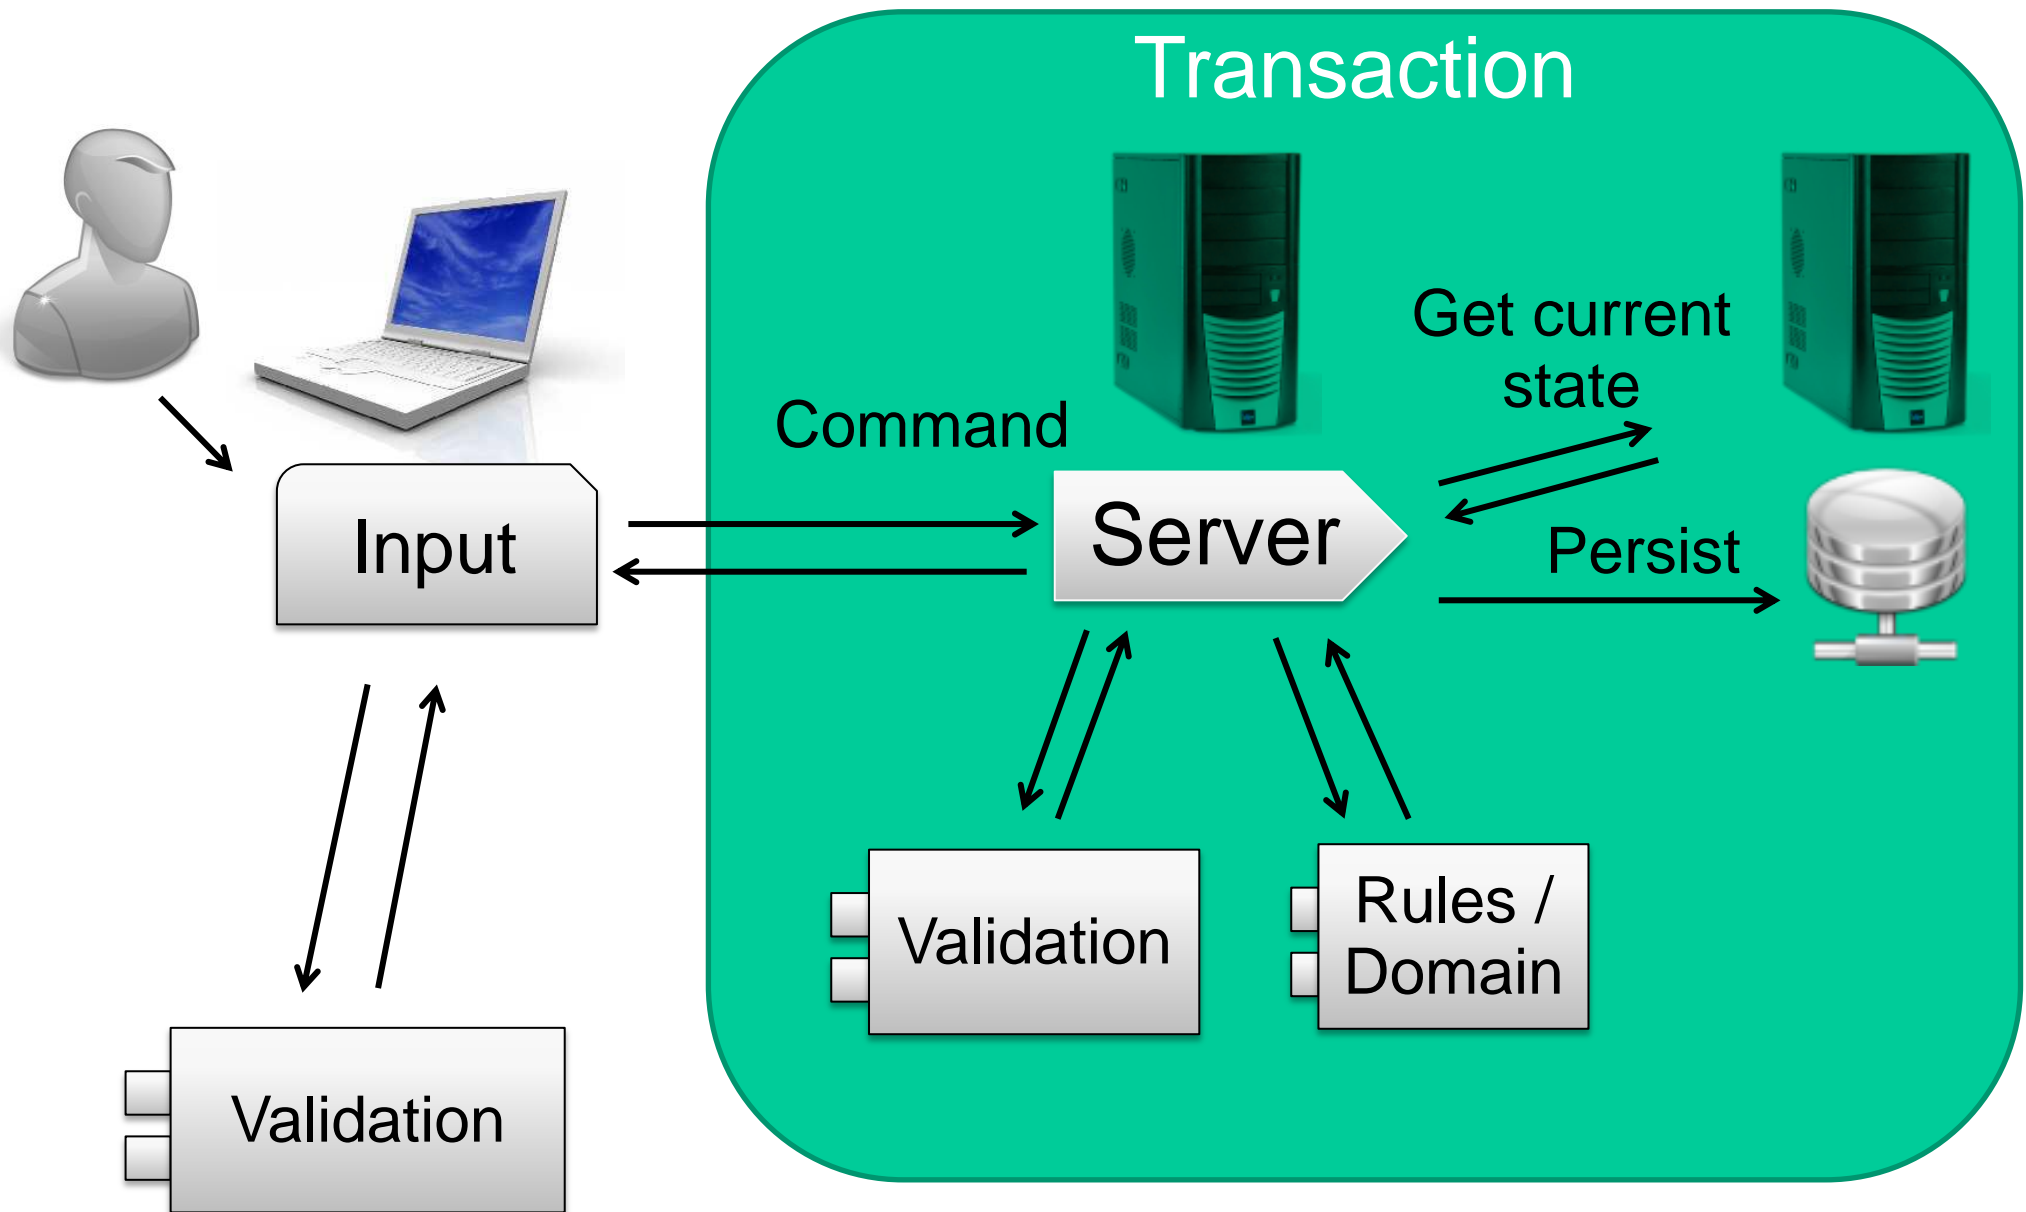 Transaction
Get current
state
Command
Input
Server
Persist
Validation
Rules /
Domain
Validation